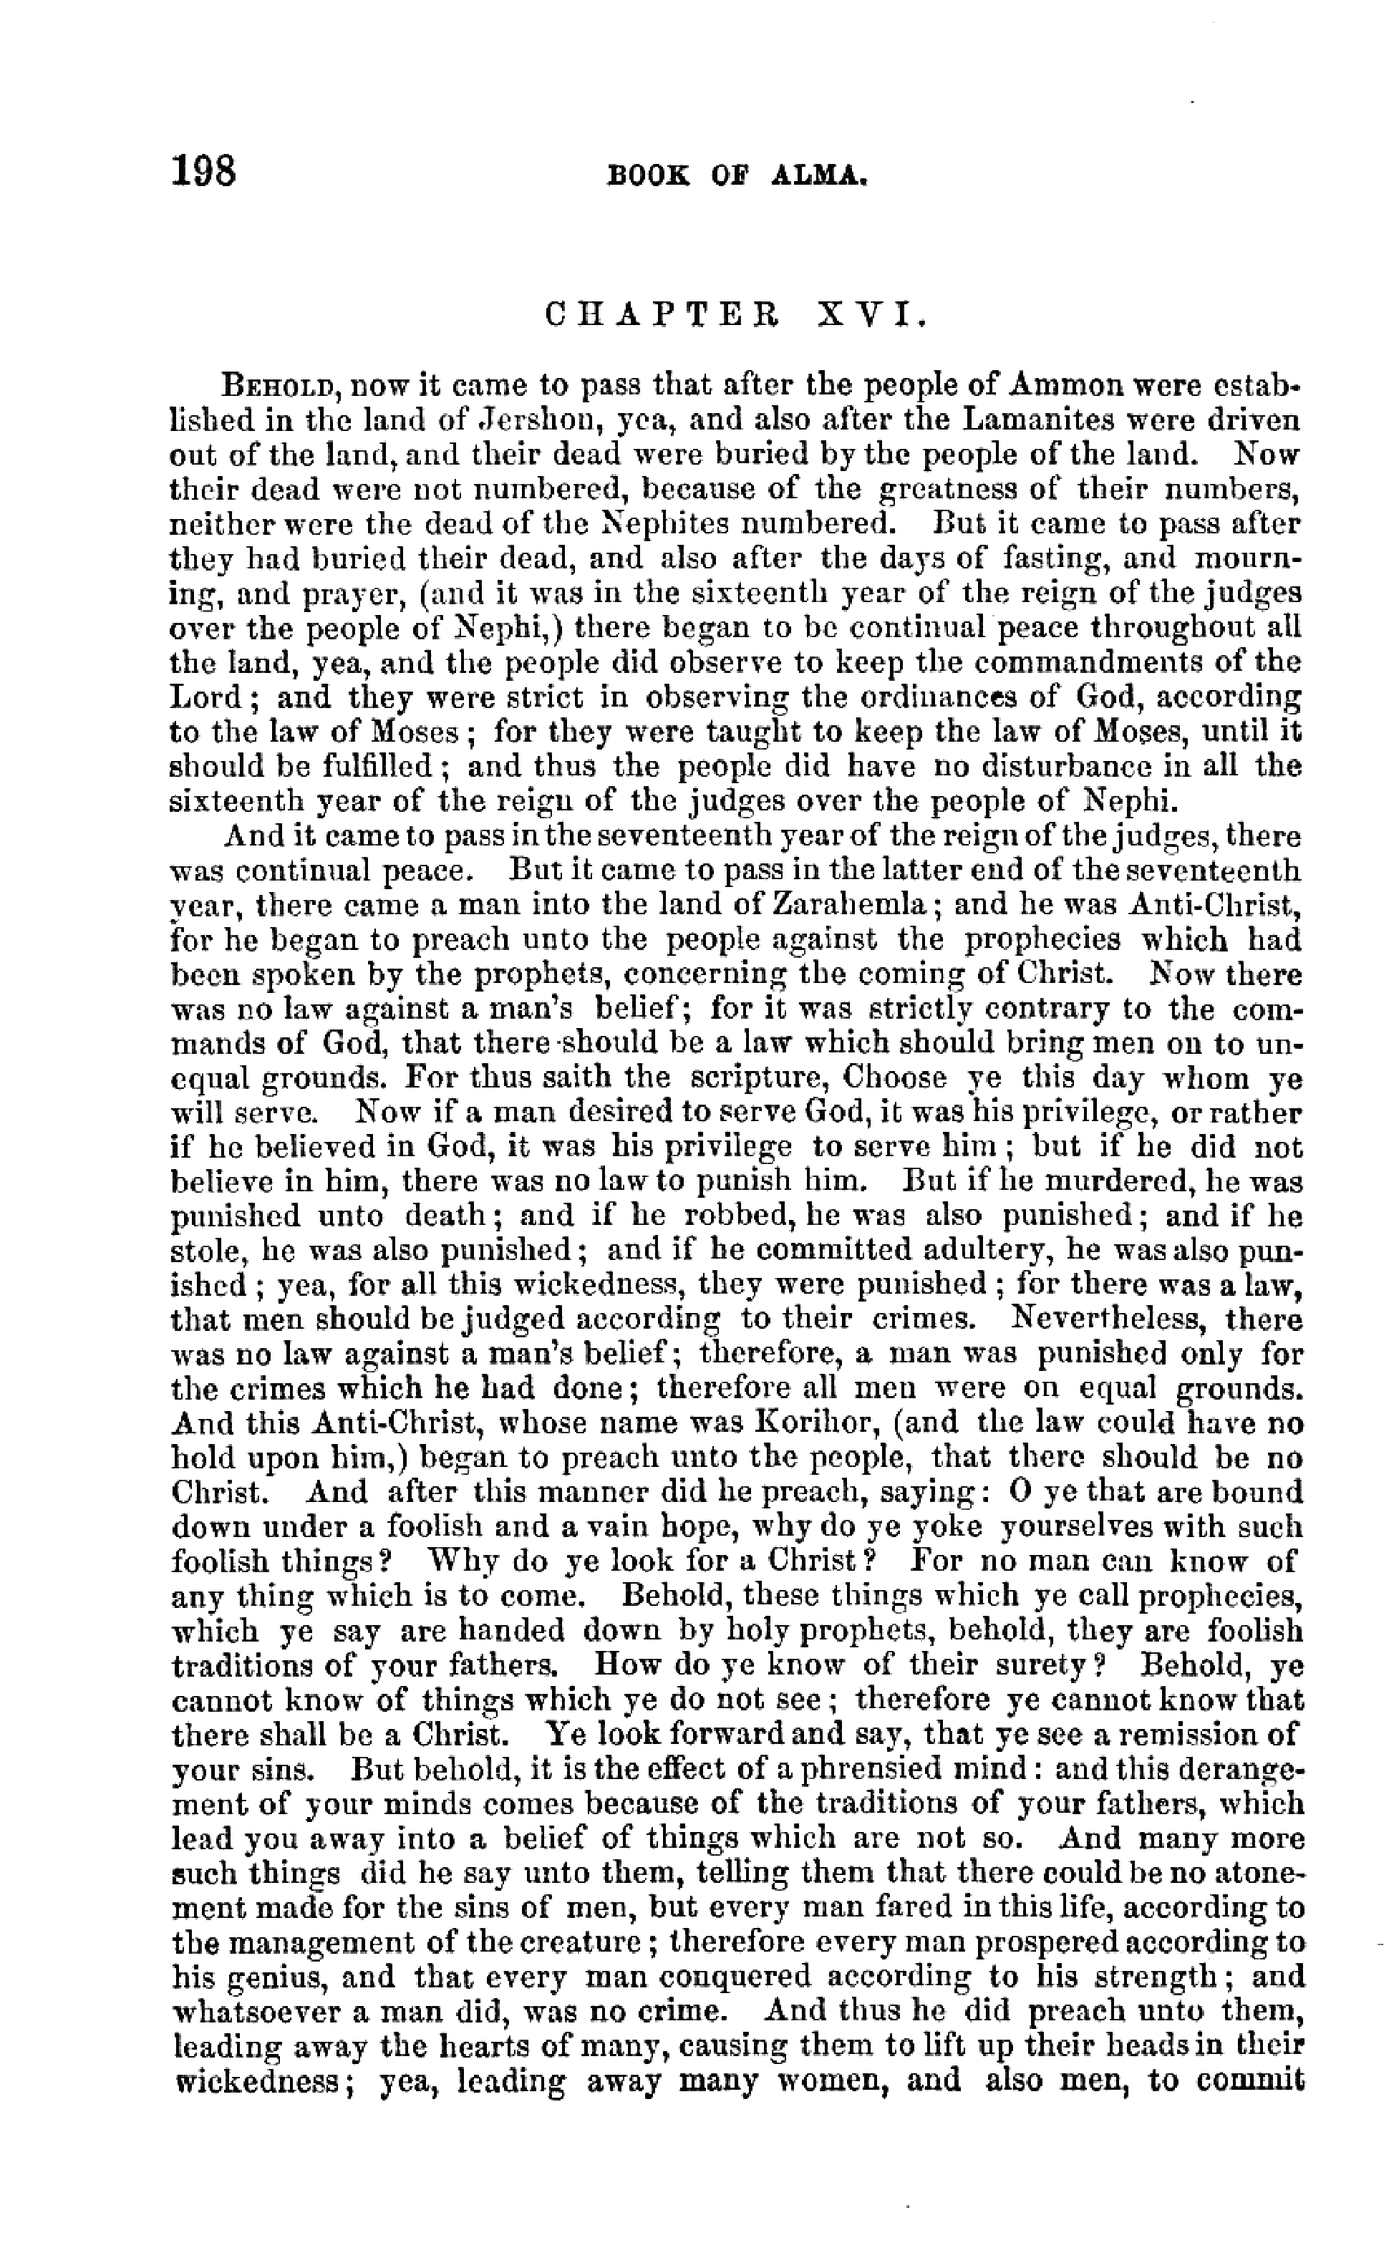 198 BOOK OF ALMA.
CHAPTER XVI.
BEHOLD, now it came to pass that after the people of Ammon were estab-
lished in the land of Jershon, yea, and also after the Lamanites were driven
out of the land, and their dead were buried by the people of the land. Now
their dead were not numbered, because of the greatness of their numbers,
neither were the dead of the Nephites numbered. But it came to pass after
they had buried their dead, and also after the days of fasting, and mourn-
ing, and prayer, (and it was in the sixteenth year of the reign of the judges
over the people of Nephi,) there began to be continual peace throughout all
the land, yea, and the people did observe to keep the commandments of the
Lord; and they were strict in observing the ordinances of God, according
to the law of Moses; for they were taught to keep the law of Moses, until it
should be fulfilled; and thus the people did have no disturbance in all the
sixteenth year of the reign of the judges over the people of Nephi.
And it came to pass in the seventeenth year of the reign of the judges, there
was continual peace. But it came to pass in the latter end of the seventeenth
year, there came a man into the land of Zarahemla; and he was Anti-Christ,
for he began to preach unto the people against the prophecies which had
been spoken by the prophets, concerning the coming of Christ. Now there
was no law against a man's belief; for it was strictly contrary to the com-
mands of God, that there should be a law which should bring men on to un-
equal grounds. For thus saith the scripture, Choose ye this day whom ye
will serve. Now if a man desired to serve God, it was his privilege, or rather
if he believed in God, it was his privilege to serve him; but if he did not
believe in him, there was no law to punish him. But if he murdered, he was
punished unto death; and if he robbed, he was also punished; and if he
stole, he was also punished; and if he committed adultery, he was also pun-
ished; yea, for all this wickedness, they were punished; for there was a law,
that men should be judged according to their crimes. Nevertheless, there
was no law against a man's belief; therefore, a man was punished only for
the crimes which he had done; therefore all men were on equal grounds.
And this Anti-Christ, whose name was Korihor, (and the law could have no
hold upon him,) began to preach unto the people, that there should be no
Christ. And after this manner did he preach, saying: O ye that are bound
down under a foolish and a vain hope, why do ye yoke yourselves with such
foolish things? Why do ye look for a Christ? For no man can know of
any thing which is to come. Behold, these things which ye call prophecies,
which ye say are handed down by holy prophets, behold, they are foolish
traditions of your fathers. How do ye know of their surety? Behold, ye
cannot know of things which ye do not see; therefore ye cannot know that
there shall be a Christ. Ye look forward and say, that ye see a remission of
your sins. But behold, it is the effect of a phrensied mind: and this derange-
ment of your minds comes because of the traditions of your fathers, which
lead you away into a belief of things which are not so. And many more
such things did he say unto them, telling them that there could be no atone-
ment made for the sins of men, but every man fared in this life, according to
the management of the creature; therefore every man prospered according to
his genius, and that every man conquered according to his strength; and
whatsoever a man did, was no crime. And thus he did preach unto them,
leading away the hearts of many, causing them to lift up their heads in their
wickedness; yea, leading away many women, and also men, to commit